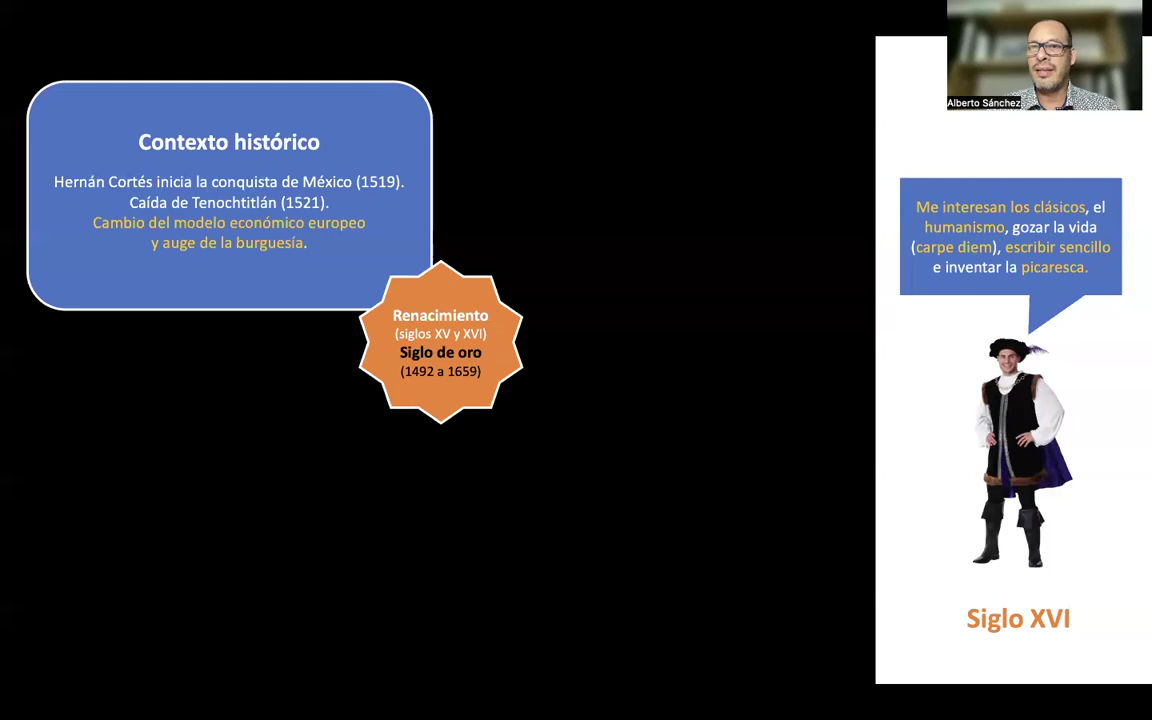 Alberto Sánchez
Contexto histórico
Hernán Cortés inicia la conquista de México (1519).
Caída de Tenochtitlán (1521).
Cambio del modelo económico europeo
y auge de la burguesía.
Renacimiento
(siglos XV y XVI)
Siglo de oro
(1492 a 1659)
Me interesan los clásicos, el
humanismo, gozar la vida
(carpe diem), escribir sencillo
e inventar la picaresca.
Siglo XVI